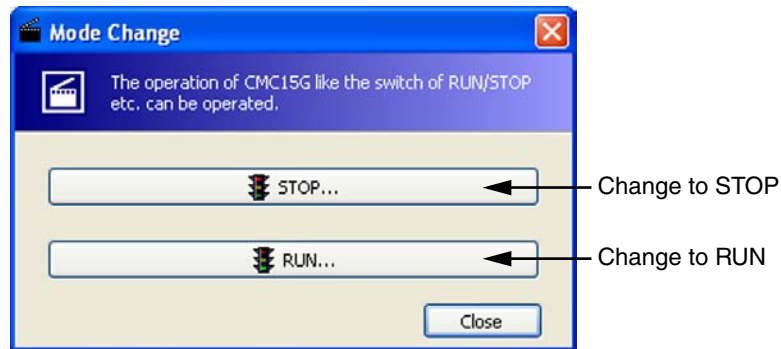 Mode Change
The operation of CMC15G like the switch of RUN/STOP
etc. can be operated.
STOP...
Change to STOP
RUN...
Change to RUN
Close